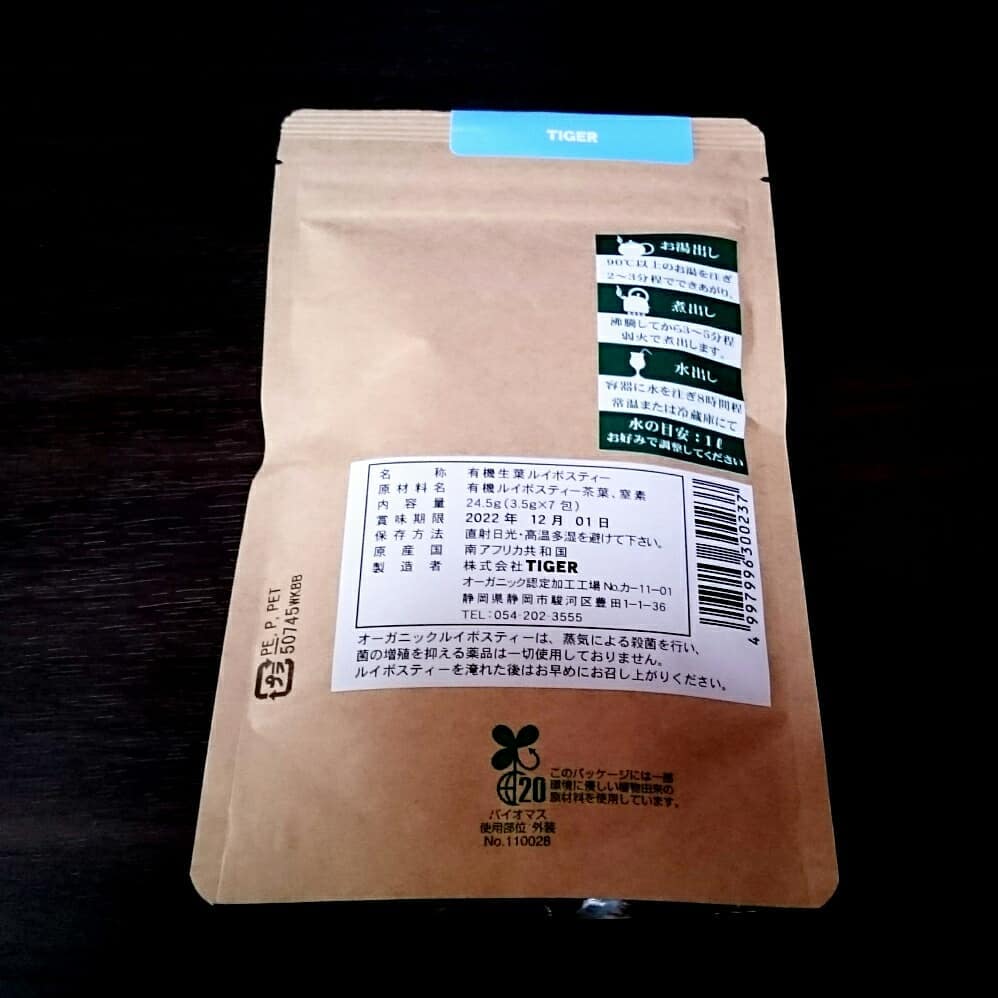 TIGER
お湯出し
90℃以上のお湯を注ぎ
2〜3分程でできあがり。
煮出し
沸騰してから3〜5分程
弱火で煮出します。
水出し
容器に水を注ぎ8時間程
常温または冷蔵庫にて
水の目安：1ℓ
お好みで調整してください
名称 有機生葉ルイボスティー
原材料名 有機ルイボスティー茶葉、窒素
内容量 24.5g(3.5g×7包)
賞味期限 2022年 12月 01日
保存方法 直射日光・高温多湿を避けて下さい。
原産国 南アフリカ共和国
製造者 株式会社TIGER
オーガニック認定加工工場No.カ-11-01
静岡県静岡市駿河区豊田1-1-36
TEL:054-202-3555
497996300237
オーガニックルイボスティーは、蒸気による殺菌を行い、
菌の増殖を抑える薬品は一切使用しておりません。
ルイボスティーを淹れた後はお早めにお召し上がりください。
プラ
PE, P, PET
50745WKBB
20
このパッケージには一部
環境に優しい植物由来の
原材料を使用しています。
バイオマス
使用部位 外装
No.110028